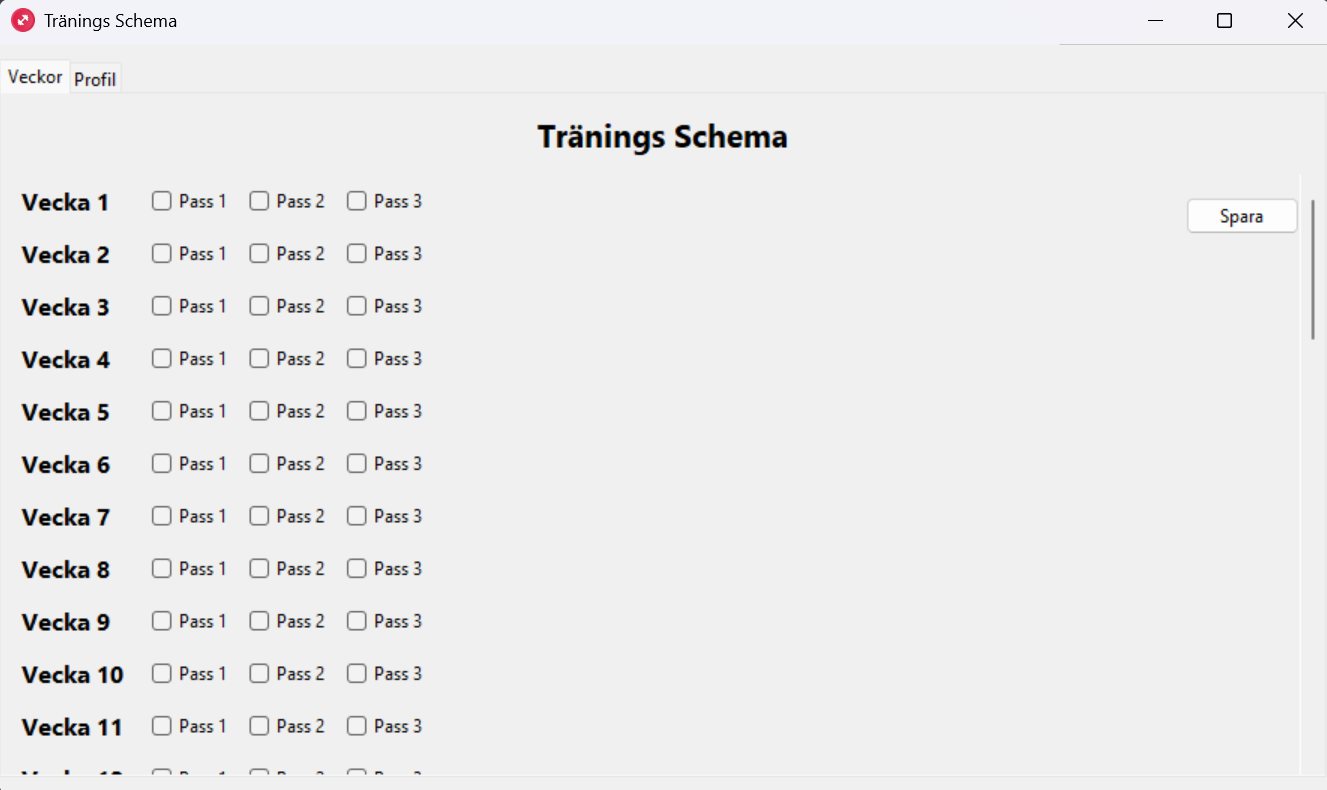 Tränings Schema
Veckor Profil
Tränings Schema
Vecka 1 Pass 1 Pass 2 Pass 3
Spara
Vecka 2 Pass 1 Pass 2 Pass 3
Vecka 3 Pass 1 Pass 2 Pass 3
Vecka 4 Pass 1 Pass 2 Pass 3
Vecka 5 Pass 1 Pass 2 Pass 3
Vecka 6 Pass 1 Pass 2 Pass 3
Vecka 7 Pass 1 Pass 2 Pass 3
Vecka 8 Pass 1 Pass 2 Pass 3
Vecka 9 Pass 1 Pass 2 Pass 3
Vecka 10 Pass 1 Pass 2 Pass 3
Vecka 11 Pass 1 Pass 2 Pass 3